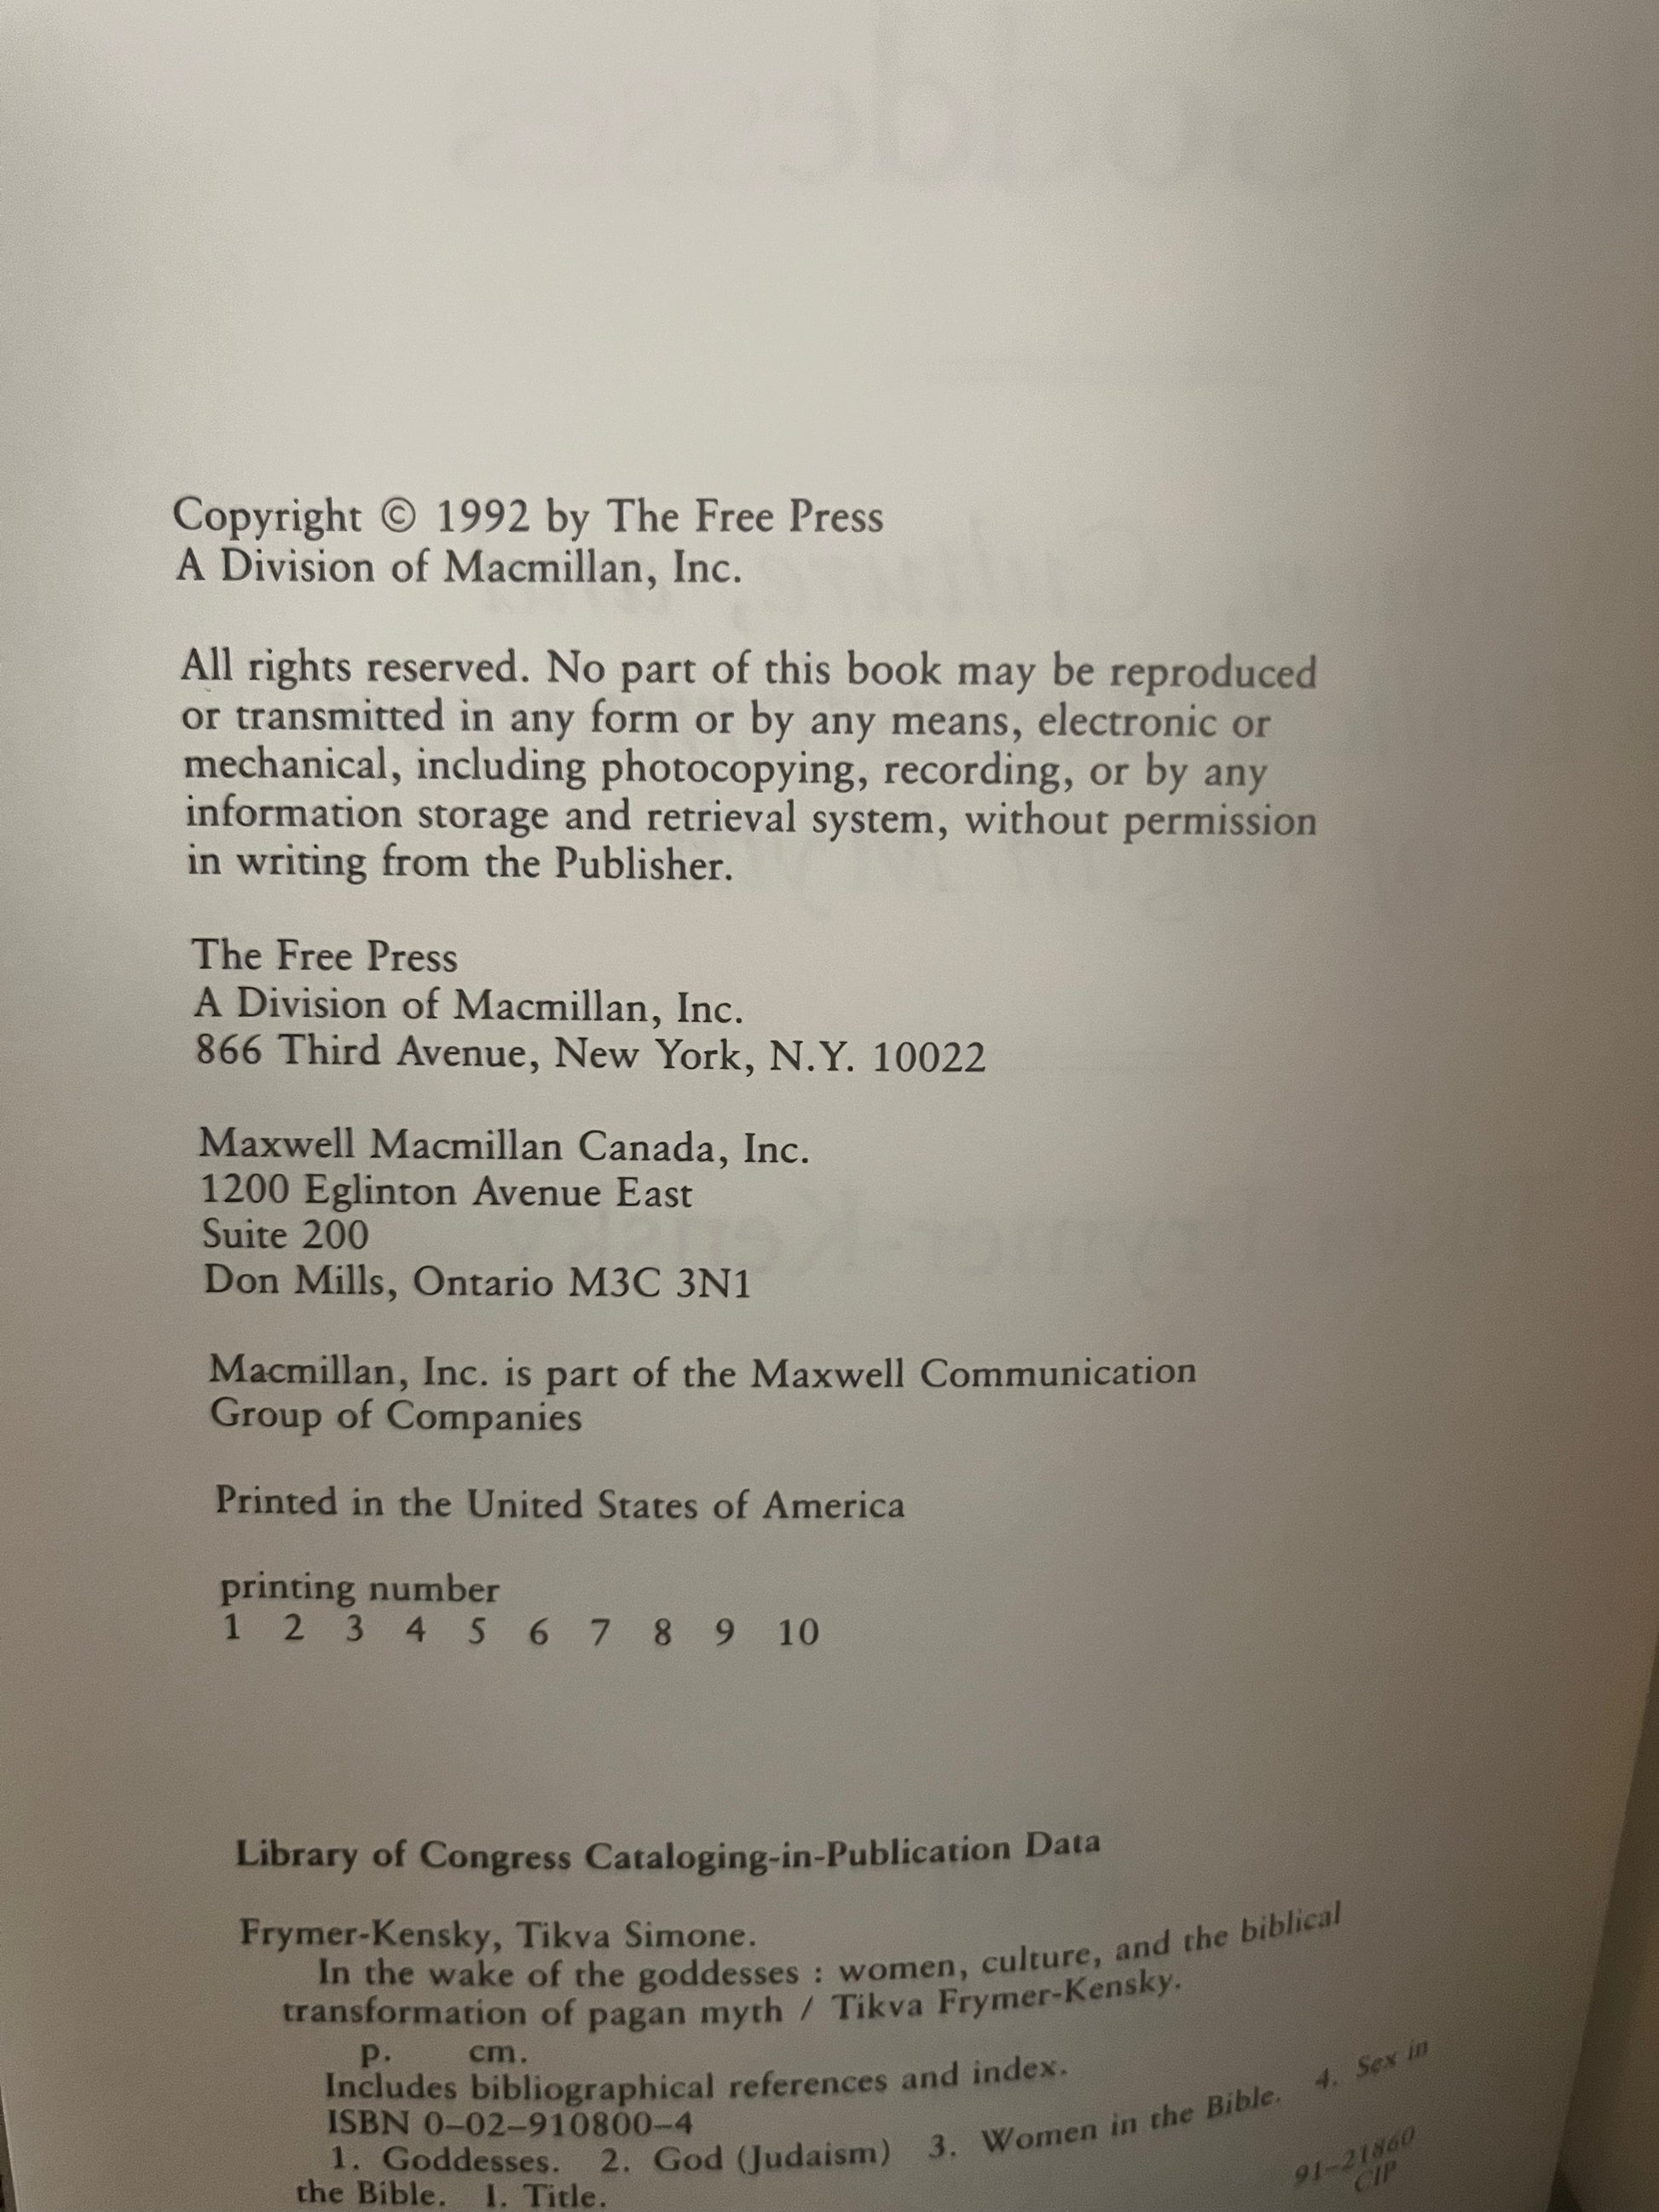 Copyright © 1992 by The Free Press
A Division of Macmillan, Inc.
All rights reserved. No part of this book may be reproduced
or transmitted in any form or by any means, electronic or
mechanical, including photocopying, recording, or by any
information storage and retrieval system, without permission
in writing from the Publisher.
The Free Press
A Division of Macmillan, Inc.
866 Third Avenue, New York, N.Y. 10022
Maxwell Macmillan Canada, Inc.
1200 Eglinton Avenue East
Suite 200
Don Mills, Ontario M3C 3N1
Macmillan, Inc. is part of the Maxwell Communication
Group of Companies
Printed in the United States of America
printing number
1 2 3 4 5 6 7 8 9 10
Library of Congress Cataloging-in-Publication Data
Frymer-Kensky, Tikva Simone.
In the wake of the goddesses : women, culture, and the biblical
transformation of pagan myth / Tikva Frymer-Kensky.
p. cm.
Includes bibliographical references and index.
ISBN 0–02–910800–4
1. Goddesses. 2. God (Judaism) 3. Women in the Bible. 4. Sex in
the Bible. I. Title.
91–21860
CIP